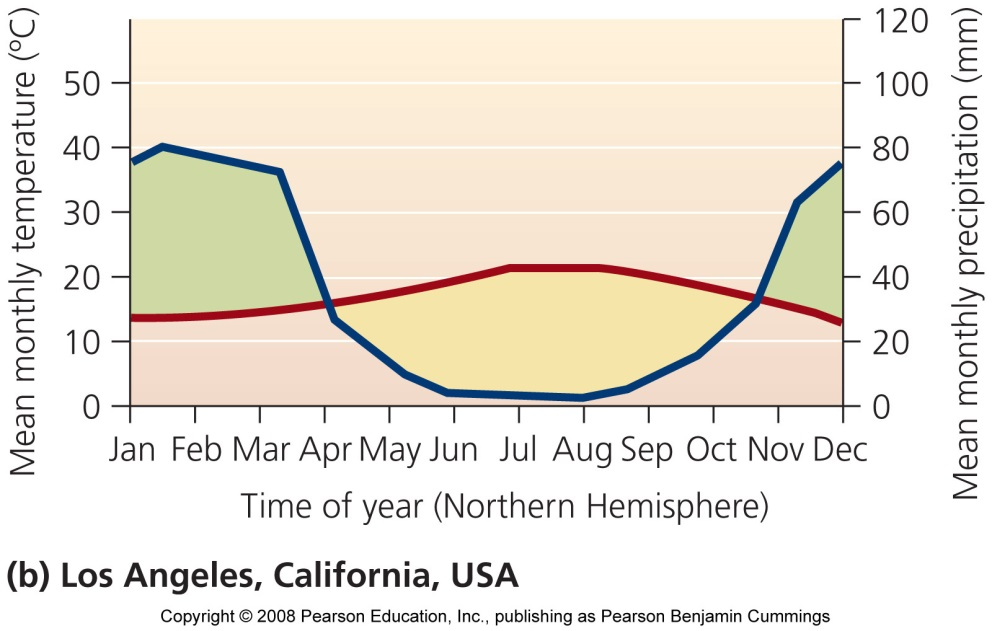 Mean monthly temperature (ºC)
50
40
30
20
10
0
120
100
80
60
40
20
0
Mean monthly precipitation (mm)
Jan Feb Mar Apr May Jun Jul Aug Sep Oct Nov Dec
Time of year (Northern Hemisphere)
(b) Los Angeles, California, USA
Copyright © 2008 Pearson Education, Inc., publishing as Pearson Benjamin Cummings